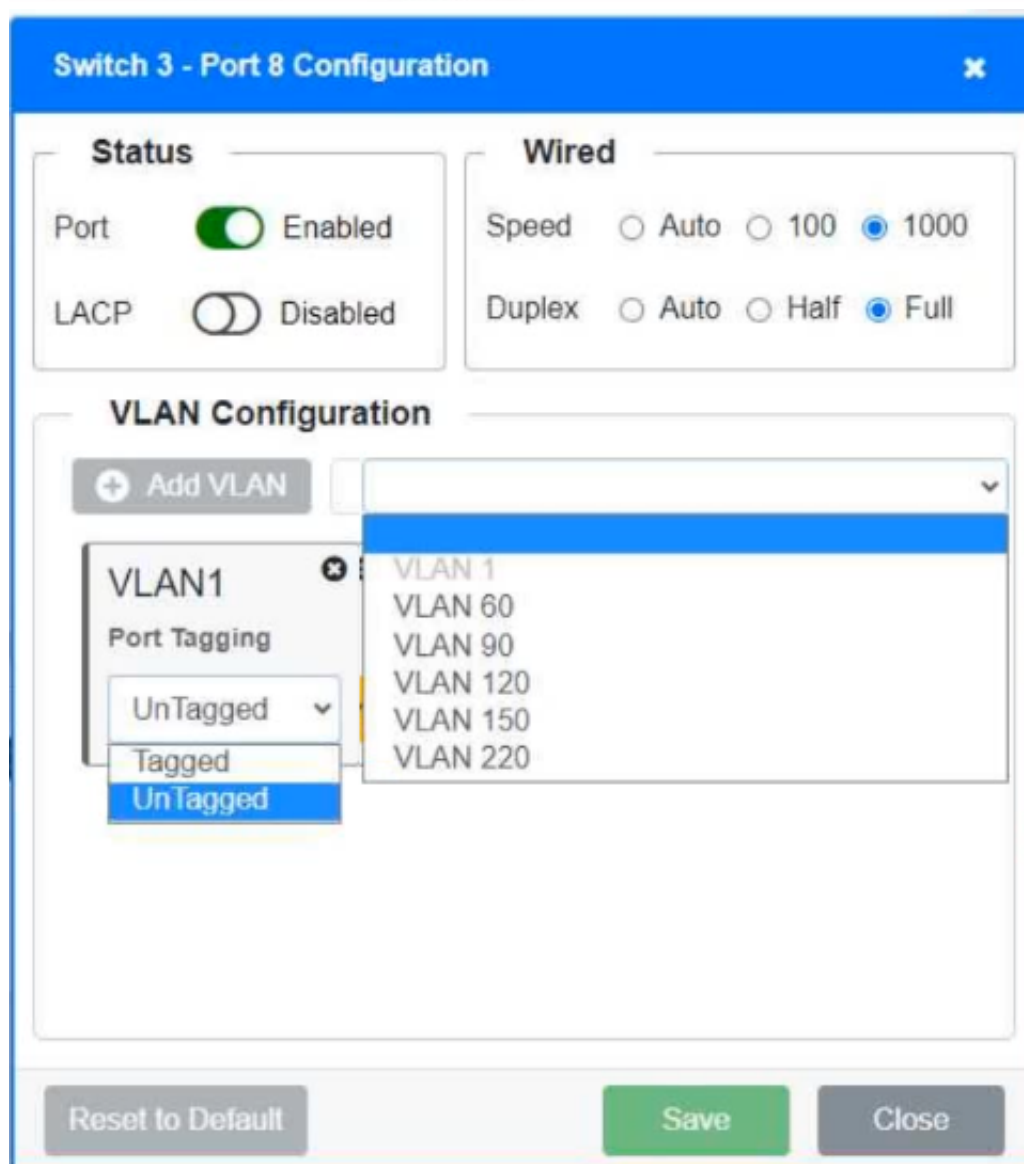 Switch 3 - Port 8 Configuration
Status
Port Enabled
LACP Disabled
Wired
Speed Auto 100 1000
Duplex Auto Half Full
VLAN Configuration
Add VLAN
VLAN1
Port Tagging
UnTagged
Tagged
UnTagged
VLAN 1
VLAN 60
VLAN 90
VLAN 120
VLAN 150
VLAN 220
Reset to Default Save Close